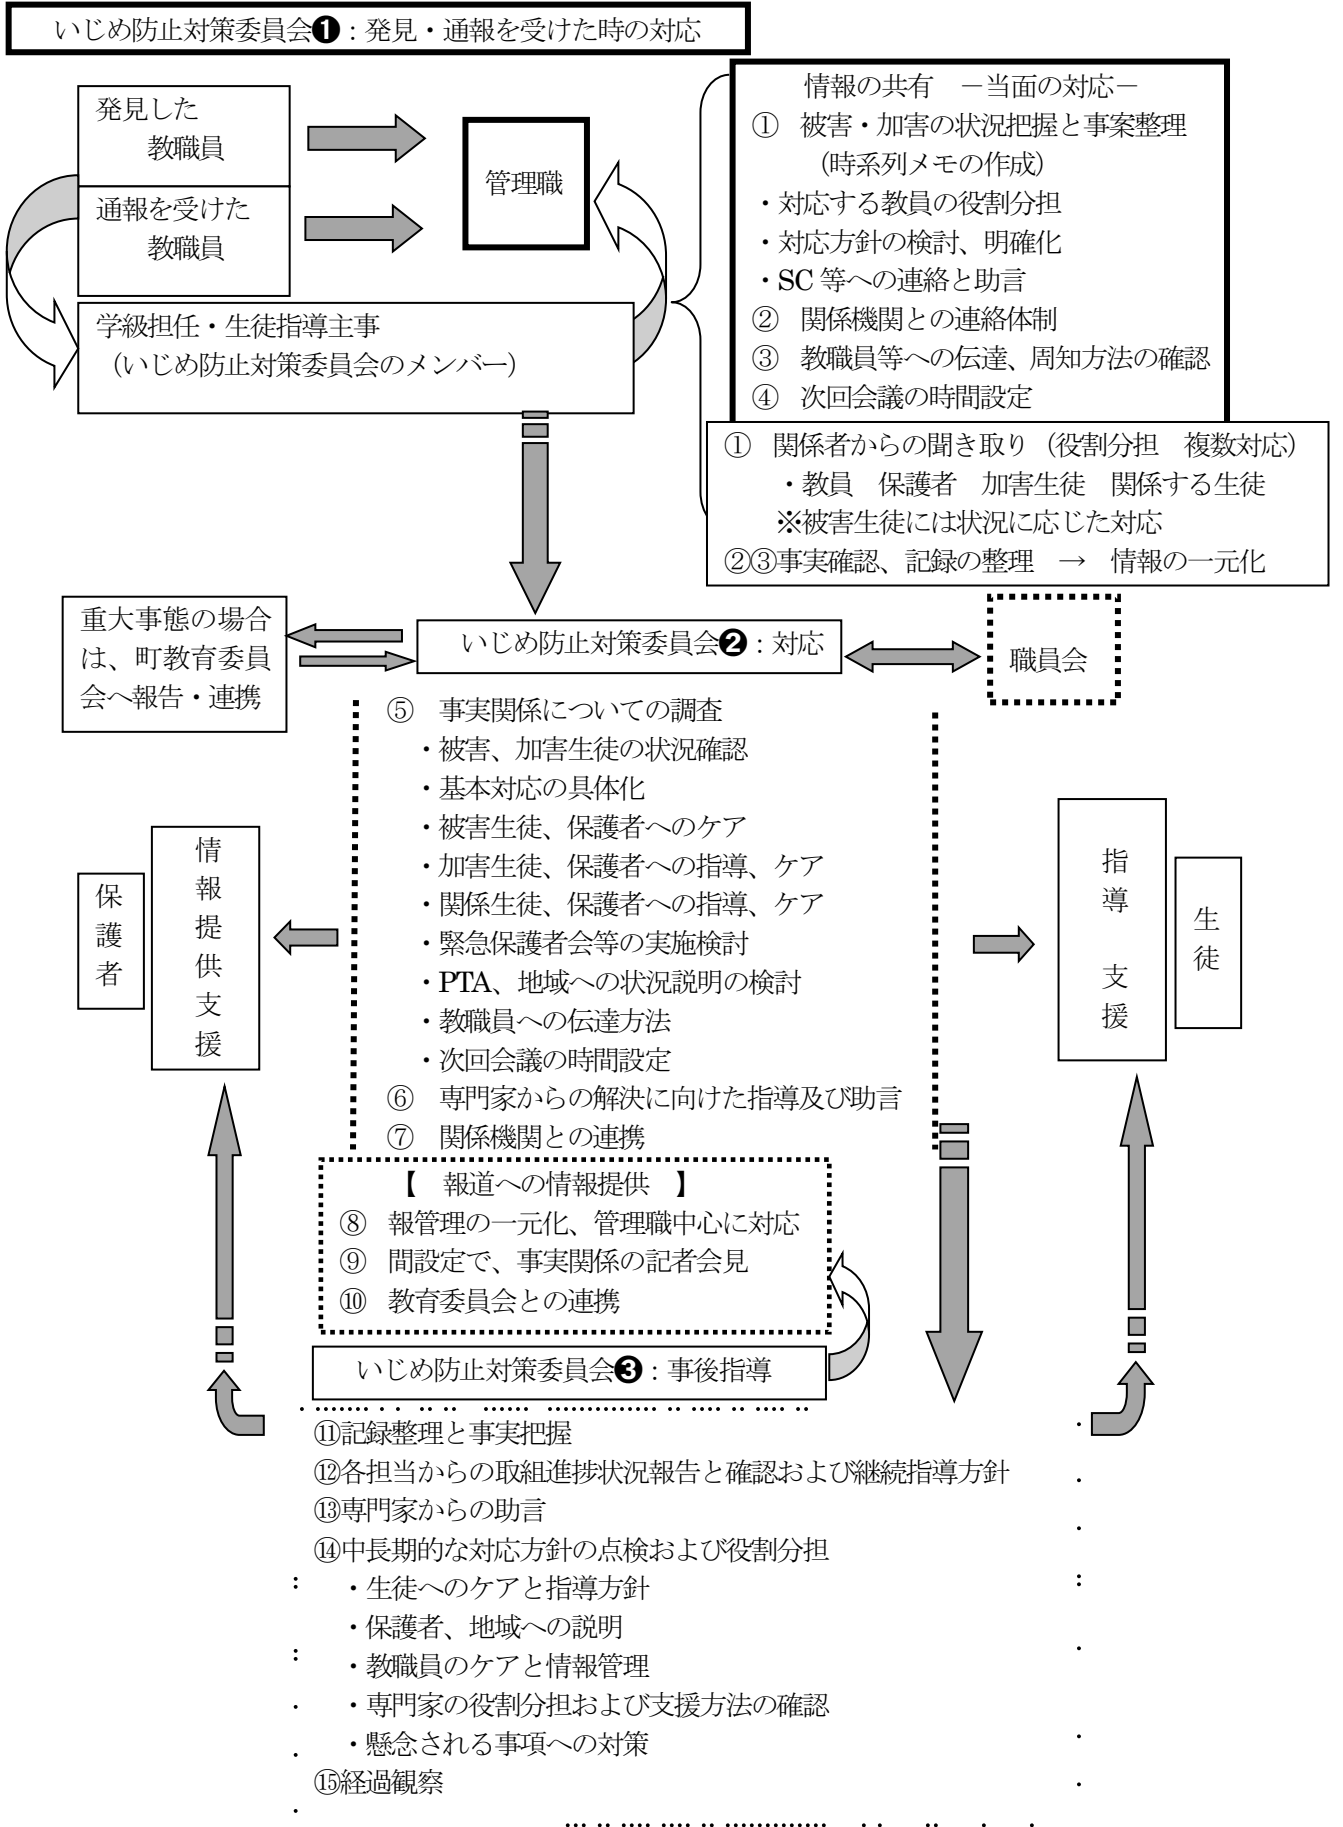 いじめ防止対策委員会❶：発見・通報を受けた時の対応
発見した
教職員
通報を受けた
教職員
管理職
学級担任・生徒指導主事
（いじめ防止対策委員会のメンバー）
情報の共有　－当面の対応－
①　被害・加害の状況把握と事案整理
（時系列メモの作成）
・対応する教員の役割分担
・対応方針の検討、明確化
・SC 等への連絡と助言
②　関係機関との連絡体制
③　教職員等への伝達、周知方法の確認
④　次回会議の時間設定
①　関係者からの聞き取り（役割分担　複数対応）
・教員　保護者　加害生徒　関係する生徒
※被害生徒には状況に応じた対応
②③事実確認、記録の整理　→　情報の一元化
重大事態の場合
は、町教育委員
会へ報告・連携
いじめ防止対策委員会❷：対応
職員会
⑤　事実関係についての調査
・被害、加害生徒の状況確認
・基本対応の具体化
・被害生徒、保護者へのケア
・加害生徒、保護者への指導、ケア
・関係生徒、保護者への指導、ケア
・緊急保護者会等の実施検討
・PTA、地域への状況説明の検討
・教職員への伝達方法
・次回会議の時間設定
⑥　専門家からの解決に向けた指導及び助言
⑦　関係機関との連携
保護者
情報提供支援
指導　支援
生徒
【　報道への情報提供　】
⑧　報管理の一元化、管理職中心に対応
⑨　間設定で、事実関係の記者会見
⑩　教育委員会との連携
いじめ防止対策委員会❸：事後指導
⑪記録整理と事実把握
⑫各担当からの取組進捗状況報告と確認および継続指導方針
⑬専門家からの助言
⑭中長期的な対応方針の点検および役割分担
・生徒へのケアと指導方針
・保護者、地域への説明
・教職員のケアと情報管理
・専門家の役割分担および支援方法の確認
・懸念される事項への対策
⑮経過観察